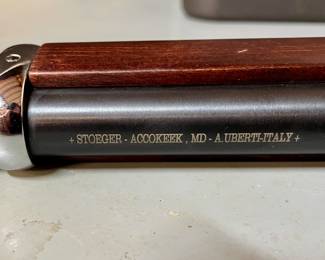 + STOEGER - ACCOKEEK , MD - A.UBERTI-ITALY +